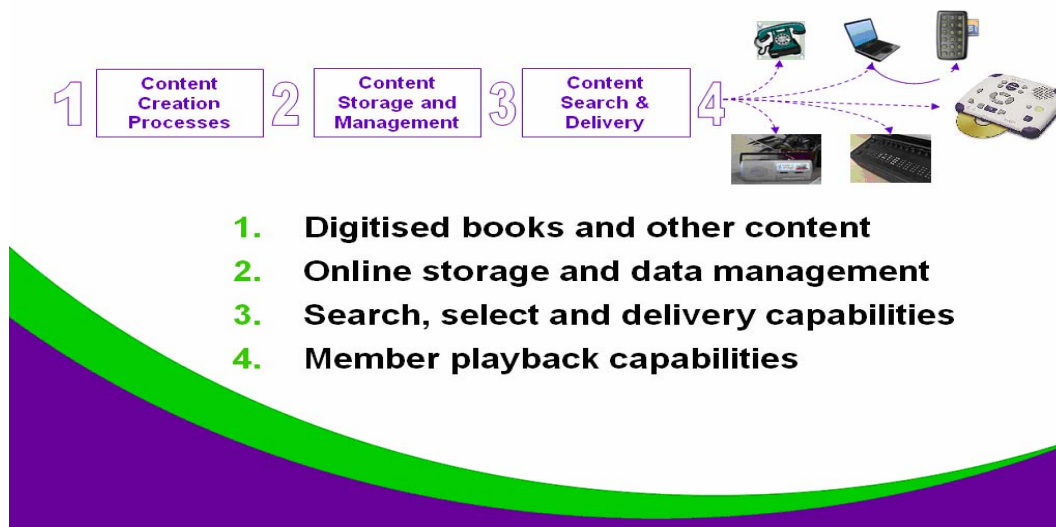 1
Content
Creation
Processes
2
Content
Storage and
Management
3
Content
Search &
Delivery
4
1. Digitised books and other content
2. Online storage and data management
3. Search, select and delivery capabilities
4. Member playback capabilities